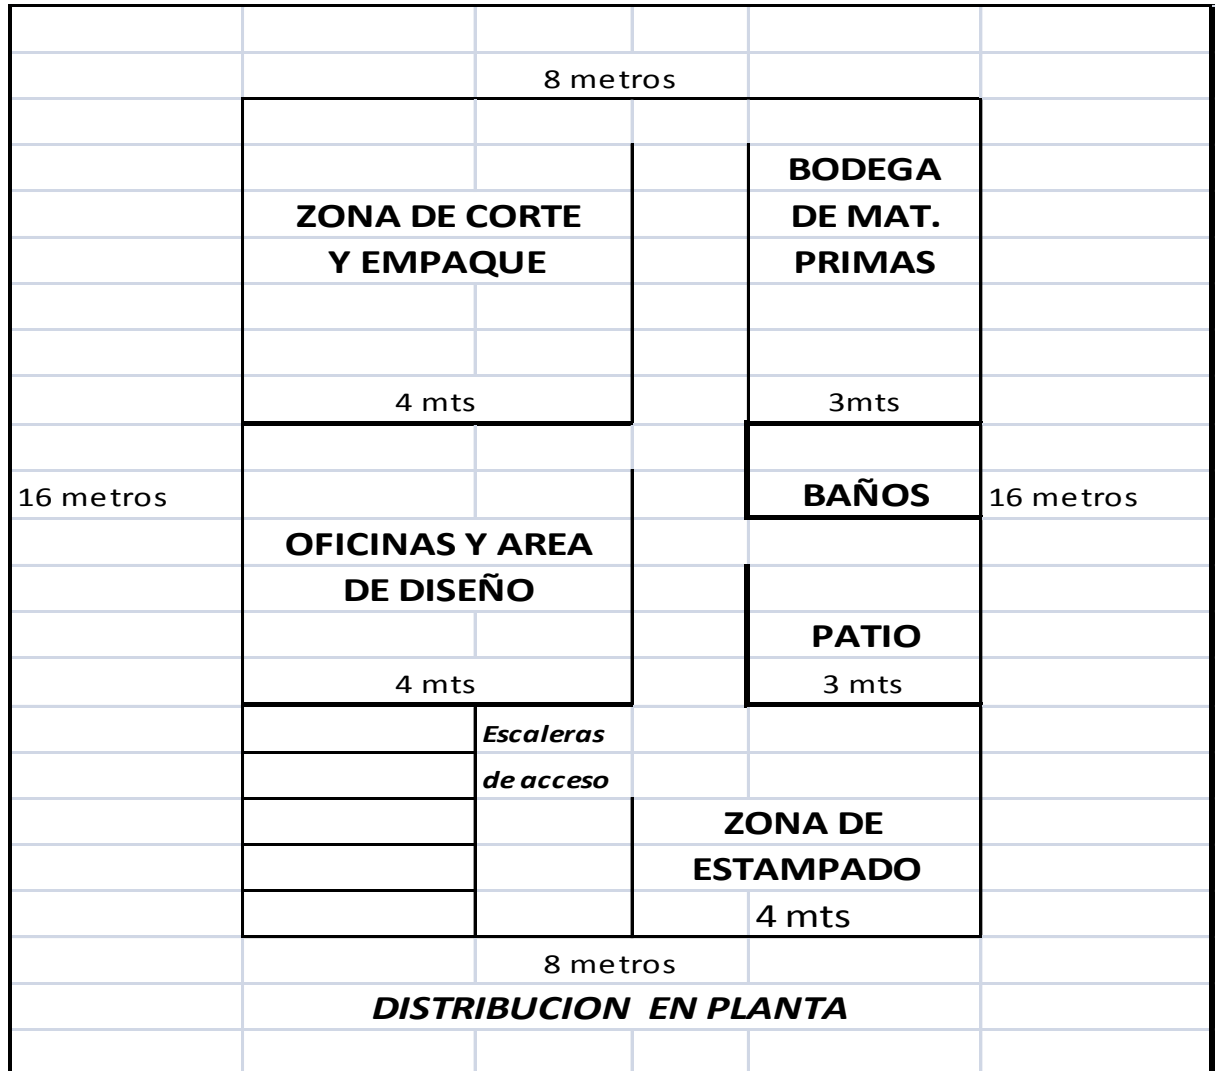 8 metros
ZONA DE CORTE
Y EMPAQUE
4 mts
BODEGA
DE MAT.
PRIMAS
3mts
16 metros
BAÑOS
16 metros
OFICINAS Y AREA
DE DISEÑO
4 mts
PATIO
3 mts
Escaleras
de acceso
ZONA DE
ESTAMPADO
4 mts
8 metros
DISTRIBUCION EN PLANTA